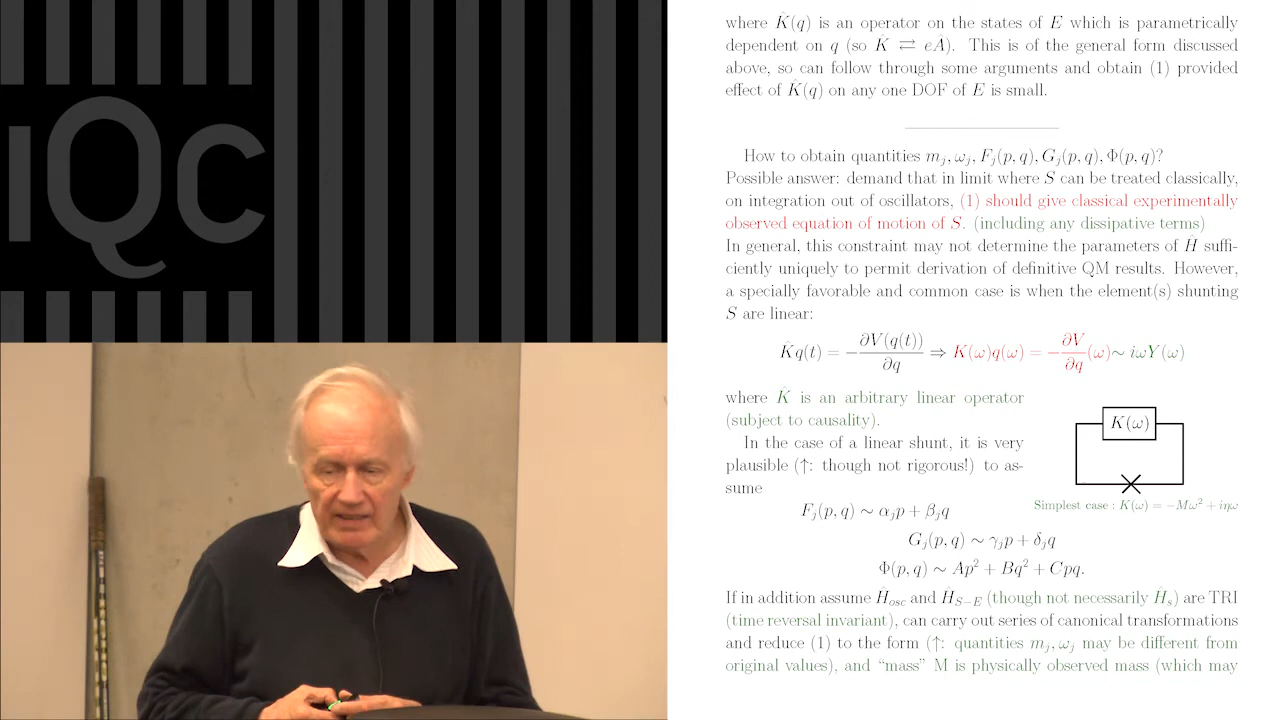 IQC
where K̂(q) is an operator on the states of E which is parametrically
dependent on q (so K̂ ⇄ eÂ). This is of the general form discussed
above, so can follow through some arguments and obtain (1) provided
effect of K̂(q) on any one DOF of E is small.
How to obtain quantities m_j, ω_j, F_j(p, q), G_j(p, q), Φ(p, q)?
Possible answer: demand that in limit where S can be treated classically,
on integration out of oscillators, (1) should give classical experimentally
observed equation of motion of S. (including any dissipative terms)
In general, this constraint may not determine the parameters of Ĥ suffi-
ciently uniquely to permit derivation of definitive QM results. However,
a specially favorable and common case is when the element(s) shunting
S are linear:
K̂q(t) = −∂V(q(t))/∂q ⇒ K(ω)q(ω) = −∂V/∂q(ω) ~ iωY(ω)
where K̂ is an arbitrary linear operator
(subject to causality).
In the case of a linear shunt, it is very
plausible (↑: though not rigorous!) to as-
sume
K(ω)
Simplest case : K(ω) = −Mω² + iηω
F_j(p, q) ~ α_jp + β_jq
G_j(p, q) ~ γ_jp + δ_jq
Φ(p, q) ~ Ap² + Bq² + Cpq.
If in addition assume Ĥ_osc and Ĥ_S−E (though not necessarily Ĥ_s) are TRI
(time reversal invariant), can carry out series of canonical transformations
and reduce (1) to the form (↑: quantities m_j, ω_j may be different from
original values), and “mass” M is physically observed mass (which may